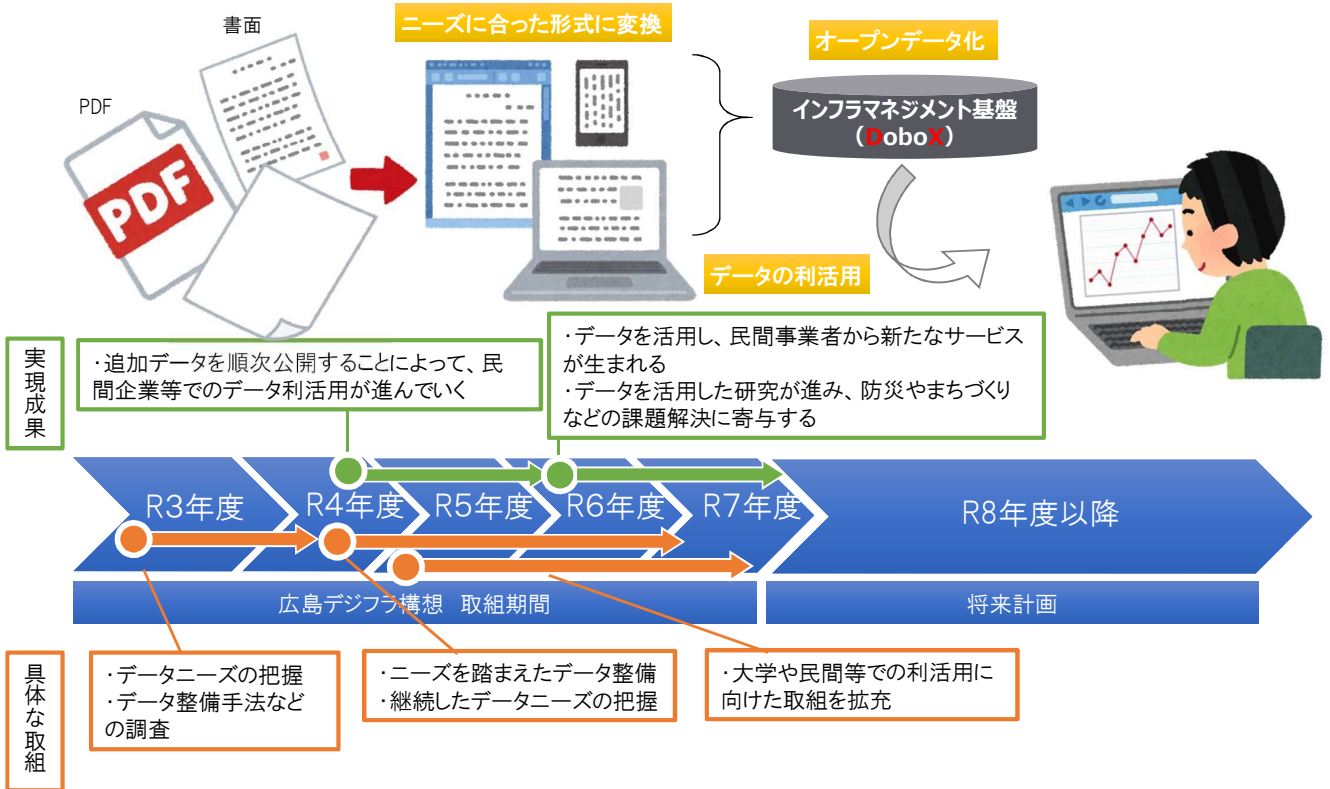 書面
PDF
PDF
ニーズに合った形式に変換
オープンデータ化
インフラマネジメント基盤
（DoboX）
データの利活用
実現成果
・追加データを順次公開することによって、民
間企業等でのデータ利活用が進んでいく
・データを活用し、民間事業者から新たなサービス
が生まれる
・データを活用した研究が進み、防災やまちづくり
などの課題解決に寄与する
R3年度
R4年度
R5年度
R6年度
R7年度
R8年度以降
広島デジフラ構想 取組期間
将来計画
具体な取組
・データニーズの把握
・データ整備手法など
の調査
・ニーズを踏まえたデータ整備
・継続したデータニーズの把握
・大学や民間等での利活用に
向けた取組を拡充